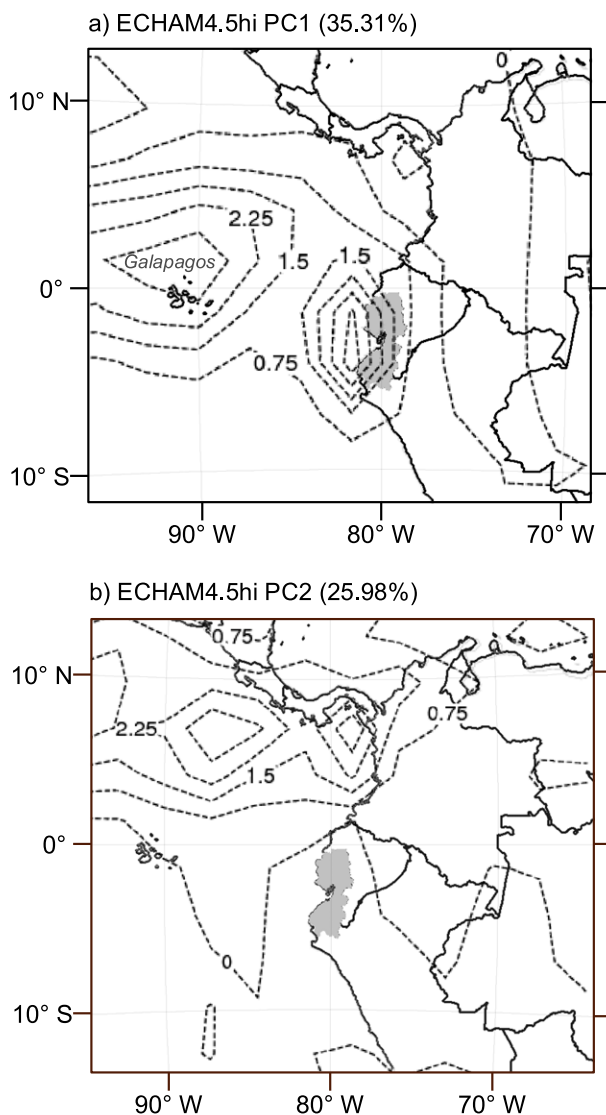 a) ECHAM4.5hi PC1 (35.31%)
0
10° N
2.25
Galapagos
1.5
1.5
0°
0.75
10° S
90° W
80° W
70° W
b) ECHAM4.5hi PC2 (25.98%)
0.75
10° N
0.75
2.25
1.5
0°
0
10° S
90° W
80° W
70° W